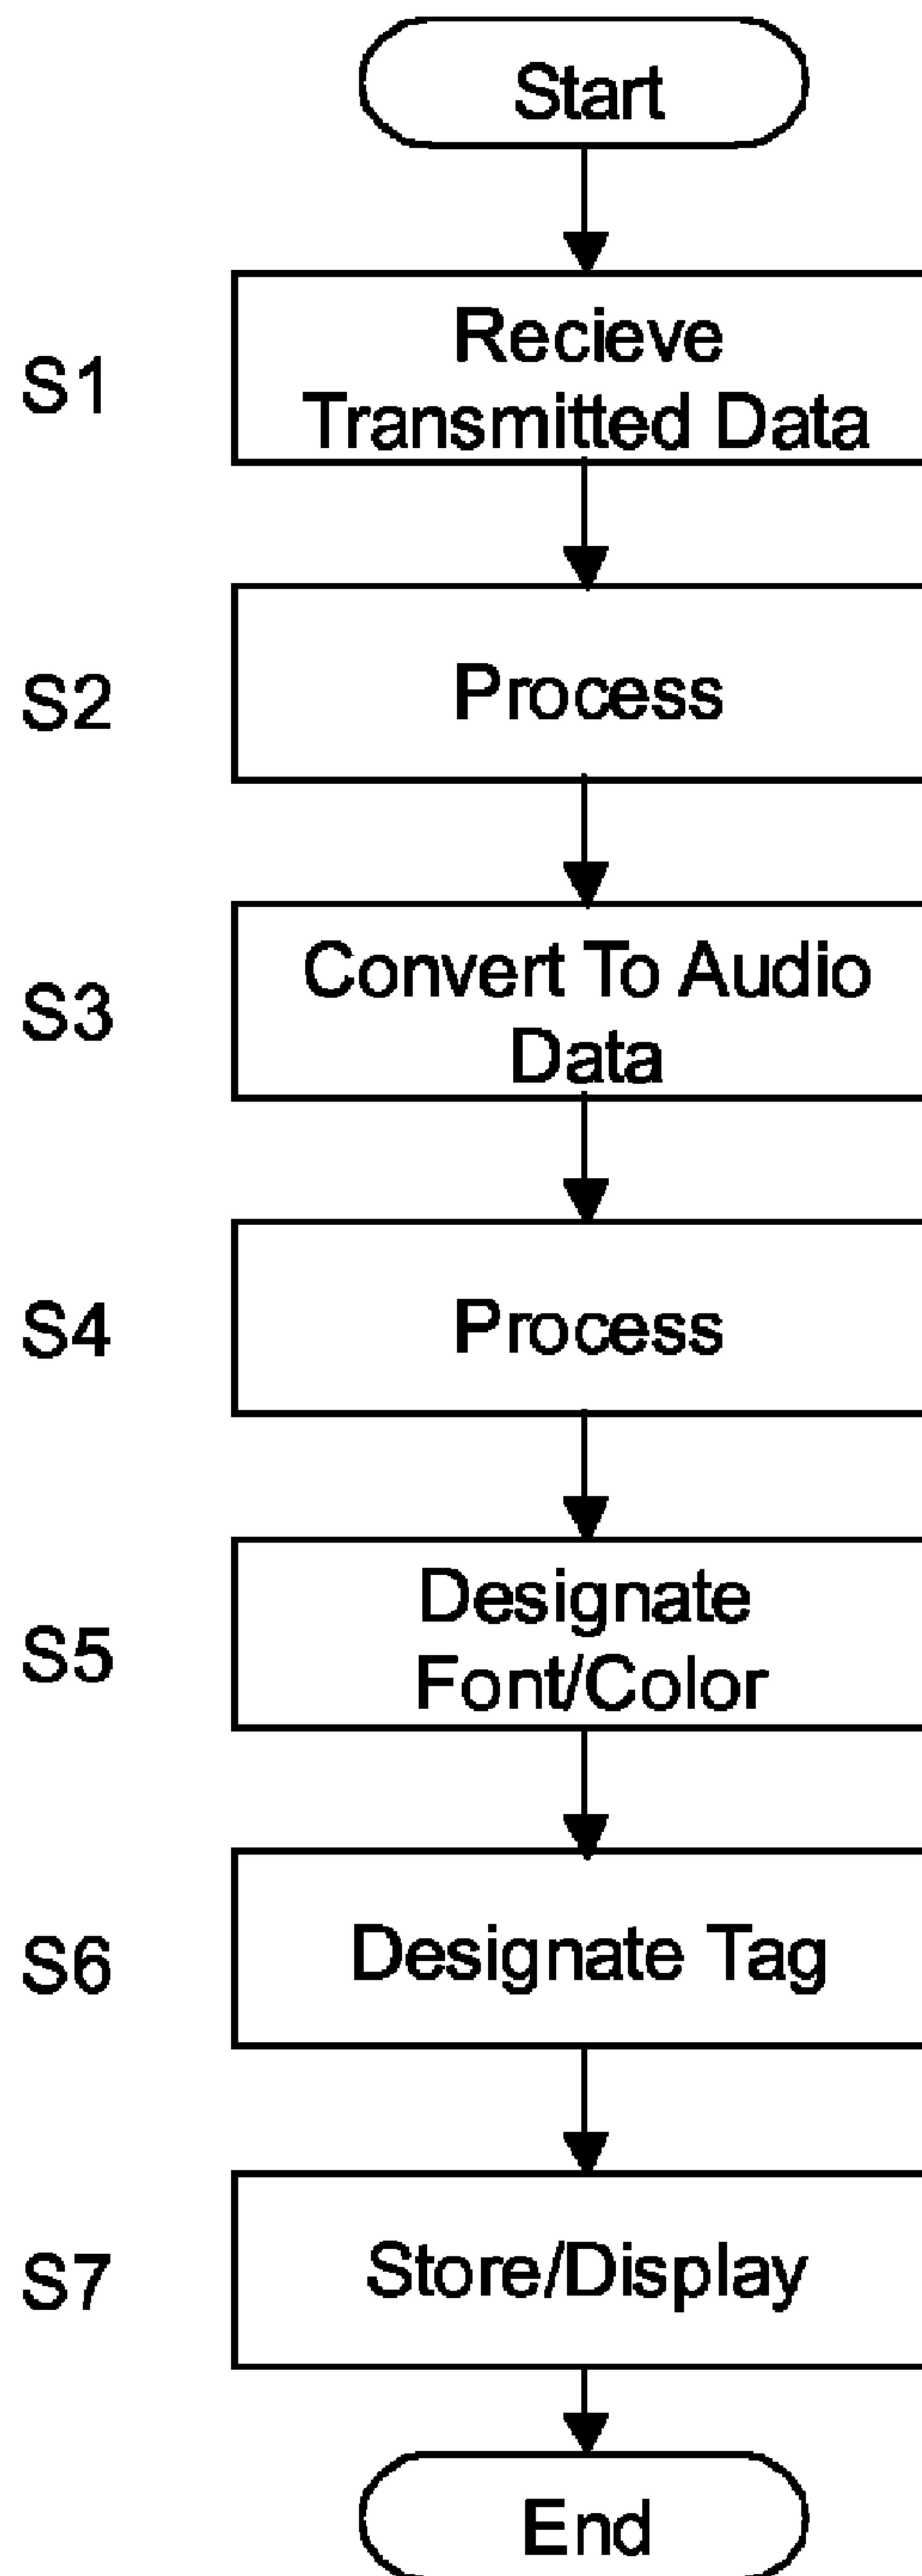 Start
S1
Recieve
Transmitted Data
S2
Process
S3
Convert To Audio
Data
S4
Process
S5
Designate
Font/Color
S6
Designate Tag
S7
Store/Display
End